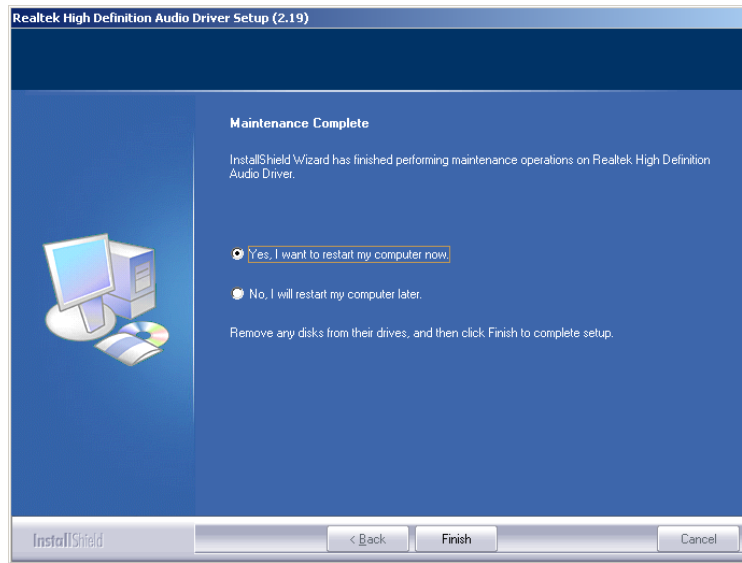 Realtek High Definition Audio Driver Setup (2.19)
Maintenance Complete
InstallShield Wizard has finished performing maintenance operations on Realtek High Definition
Audio Driver.
Yes, I want to restart my computer now.
No, I will restart my computer later.
Remove any disks from their drives, and then click Finish to complete setup.
InstallShield
< Back
Finish
Cancel